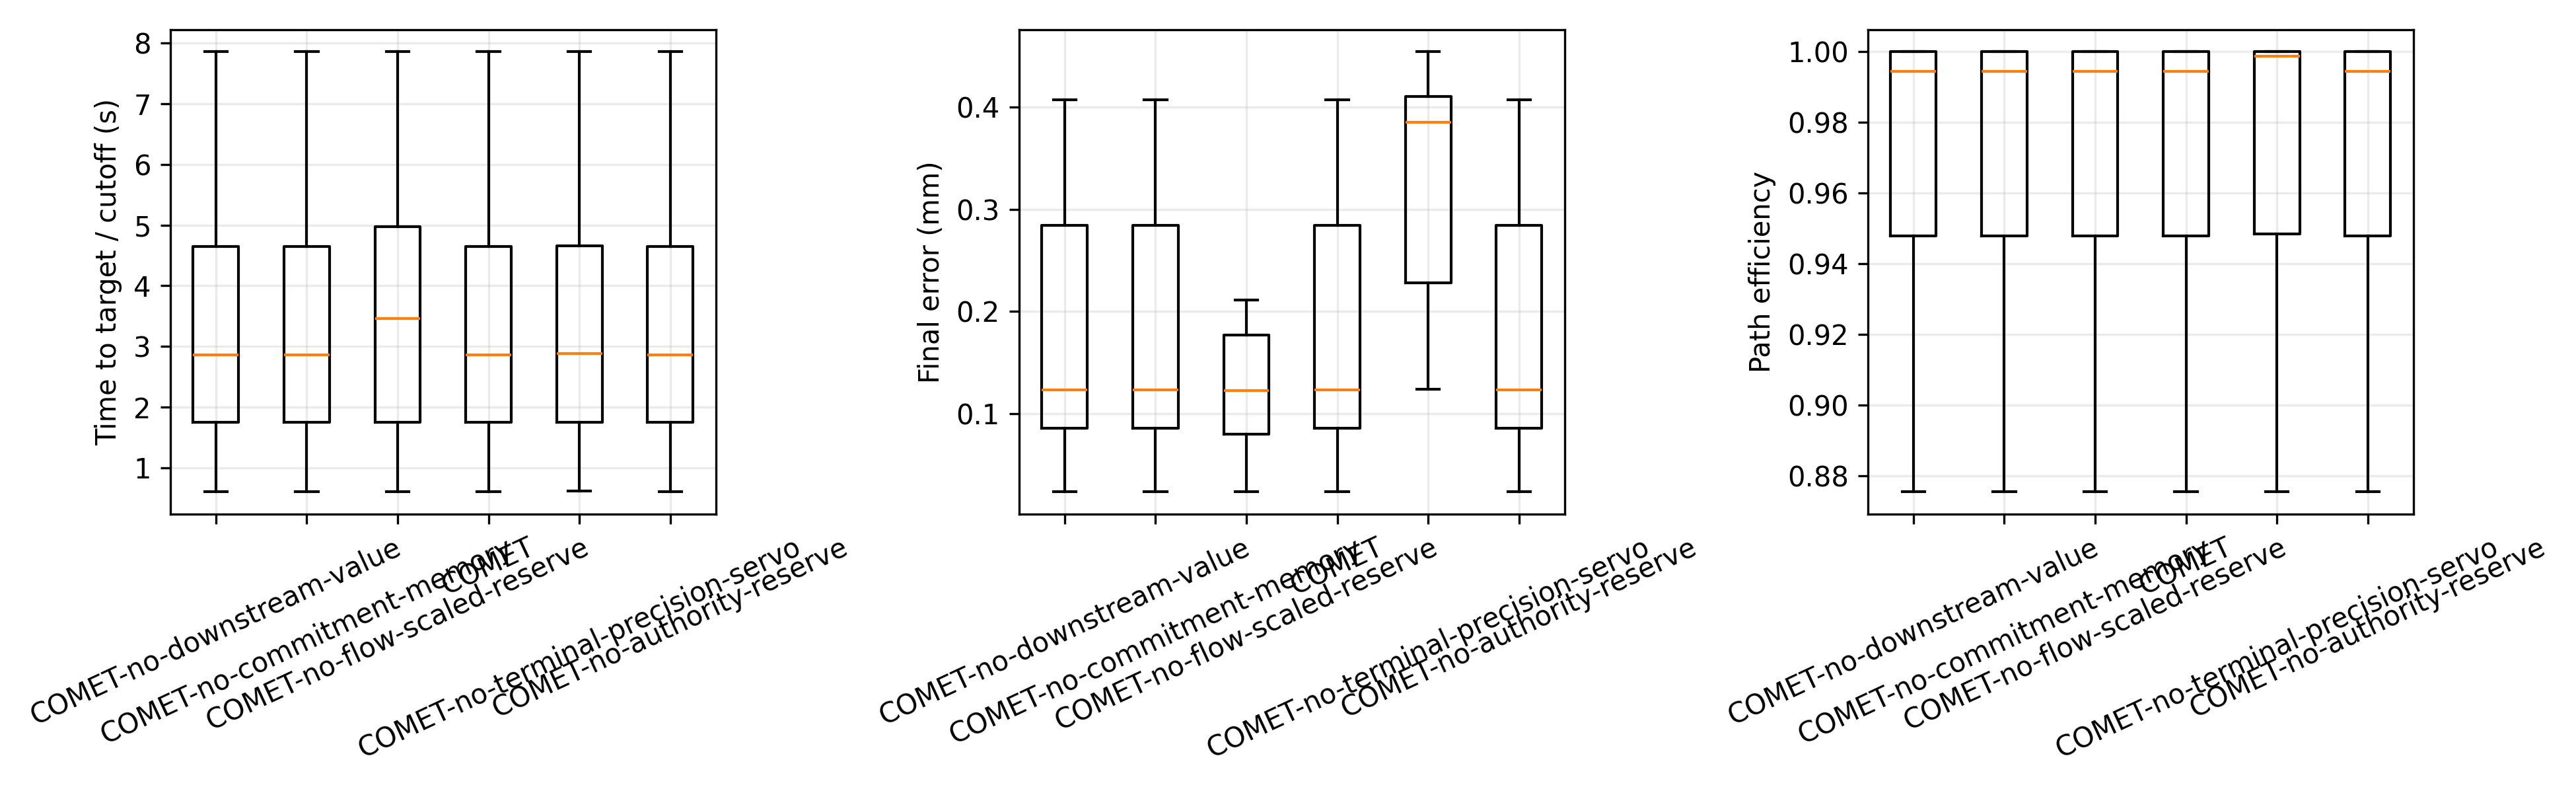 Time to target / cutoff (s)
8
7
6
5
4
3
2
1
COMET-no-downstream-value
COMET-no-commitment-memory
COMET-no-flow-scaled-reserve
COMET
COMET-no-terminal-precision-servo
COMET-no-authority-reserve
Final error (mm)
0.4
0.3
0.2
0.1
COMET-no-downstream-value
COMET-no-commitment-memory
COMET-no-flow-scaled-reserve
COMET
COMET-no-terminal-precision-servo
COMET-no-authority-reserve
Path efficiency
1.00
0.98
0.96
0.94
0.92
0.90
0.88
COMET-no-downstream-value
COMET-no-commitment-memory
COMET-no-flow-scaled-reserve
COMET
COMET-no-terminal-precision-servo
COMET-no-authority-reserve